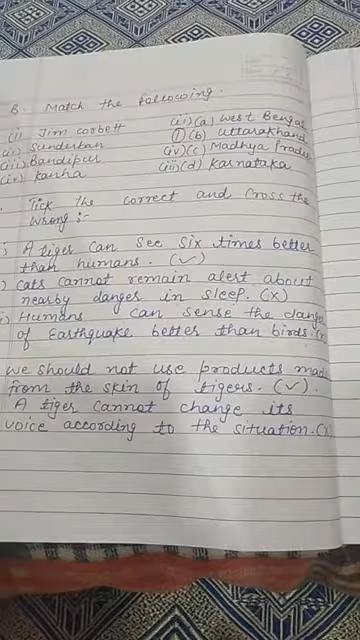 B. Match the following.
(i) Jim corbett (ii)(a) West Bengal
(ii) Sunderban (i)(b) Uttarakhand
(iii) Bandipur (iv)(c) Madhya Prades
(iv) Kanha (iii)(d) Karnataka
Tick the correct and cross the
wrong :-
A tiger can see six times better
than humans. (✓)
Cats cannot remain alert about
nearby danger in sleep. (x)
Humans can sense the dange
of Earthquake better than birds. (x
We should not use products made
from the skin of tigers. (✓).
A tiger cannot change its
voice according to the situation. (x)